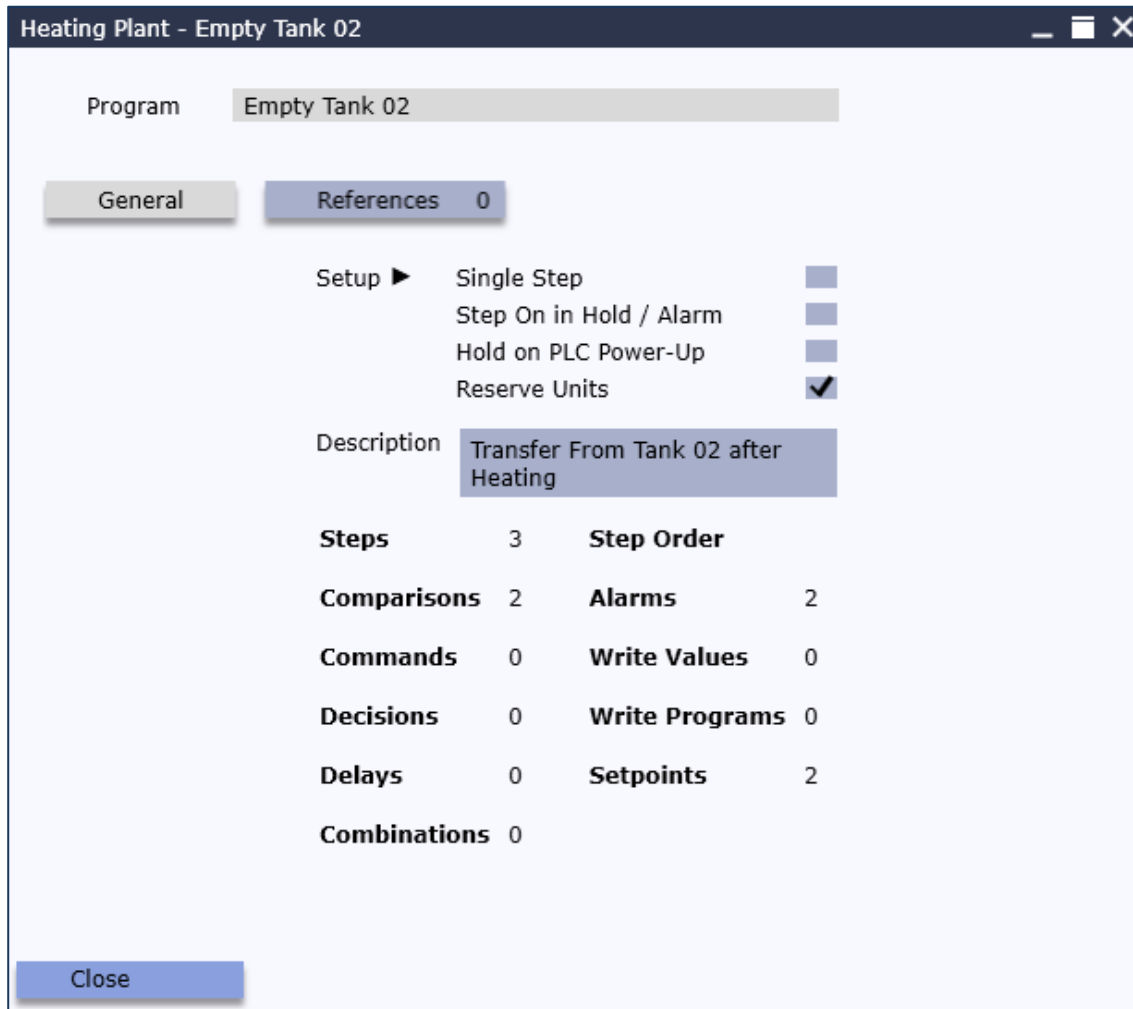 Heating Plant - Empty Tank 02
Program Empty Tank 02
General References 0
Setup ▶ Single Step
Step On in Hold / Alarm
Hold on PLC Power-Up
Reserve Units
Description Transfer From Tank 02 after
Heating
Steps 3 Step Order
Comparisons 2 Alarms 2
Commands 0 Write Values 0
Decisions 0 Write Programs 0
Delays 0 Setpoints 2
Combinations 0
Close